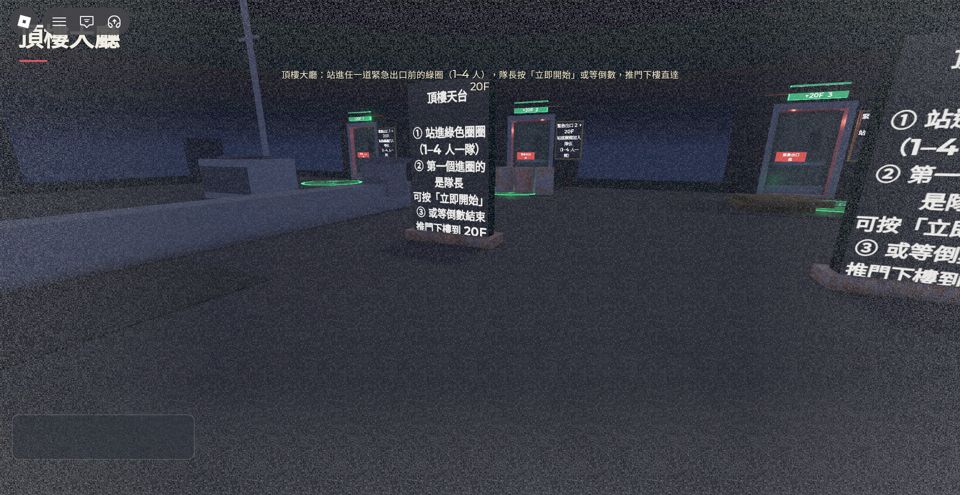 頂樓大廳
頂樓大廳：站進任一道緊急出口前的綠圈（1–4 人），隊長按「立即開始」或等倒數，推門下樓直達
20F
頂樓天台
① 站進綠色圈圈
（1–4 人一隊）
② 第一個進圈的
是隊長
可按「立即開始」
③ 或等倒數結束
推門下樓到 20F
+20F 3
① 站
（1–4
② 第一
是隊
可按「立
③ 或等倒
推門下樓到